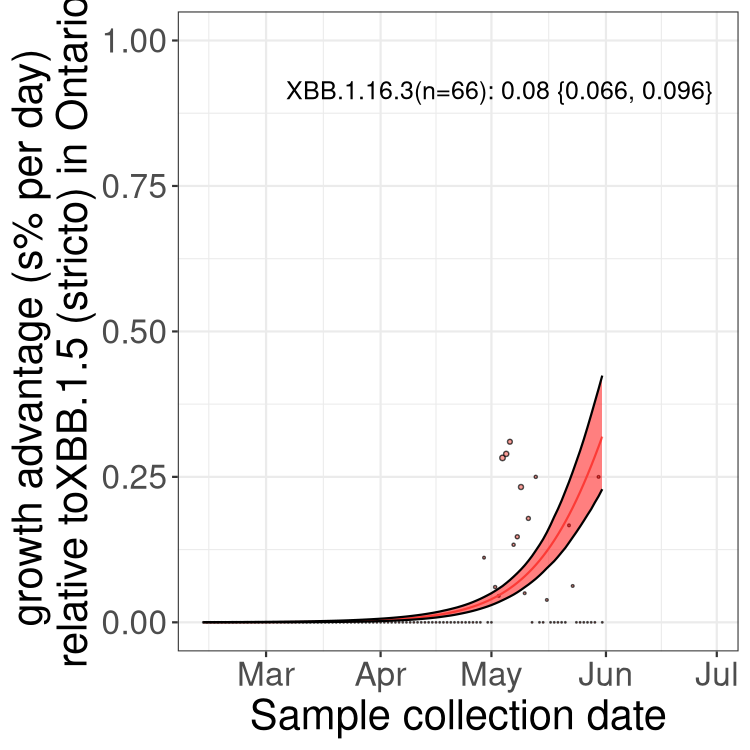 growth advantage (s% per day)
relative toXBB.1.5 (stricto) in Ontario
1.00
XBB.1.16.3(n=66): 0.08 {0.066, 0.096}
0.75
0.50
0.25
0.00
Mar Apr May Jun Jul
Sample collection date